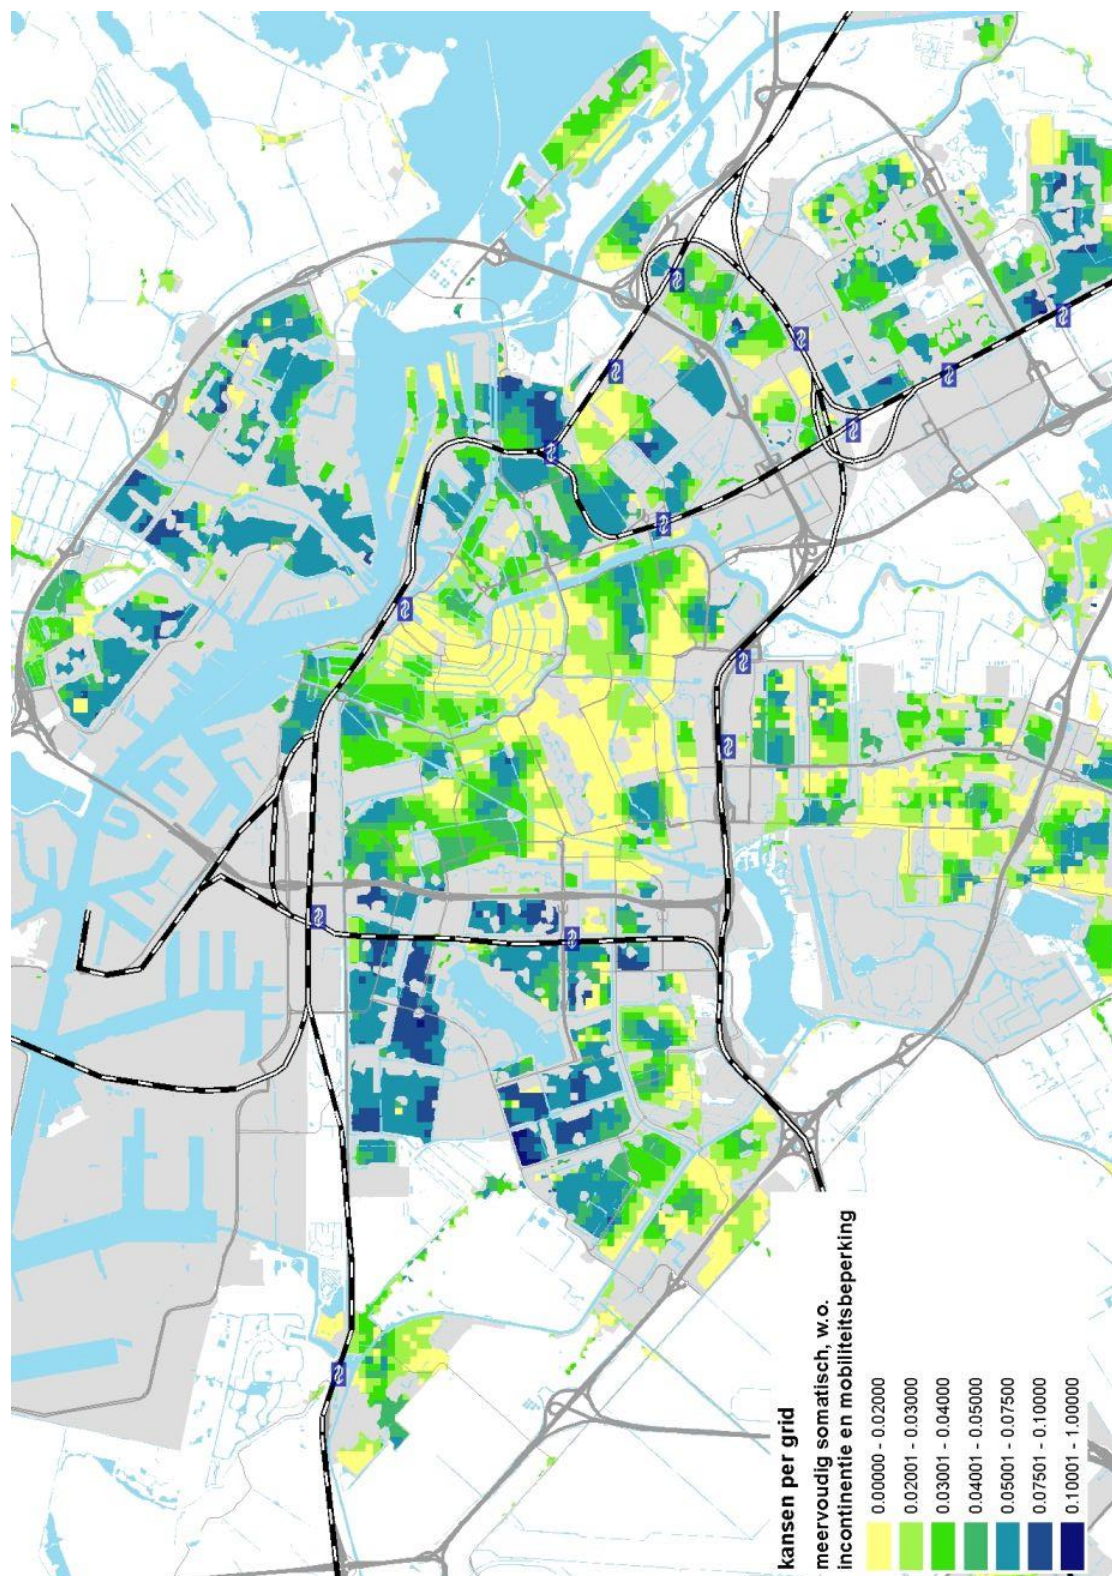 kansen per grid
meervoudig somatisch, w.o.
incontinentie en mobiliteitsbeperking
0.00000 - 0.02000
0.02001 - 0.03000
0.03001 - 0.04000
0.04001 - 0.05000
0.05001 - 0.07500
0.07501 - 0.10000
0.10001 - 1.00000